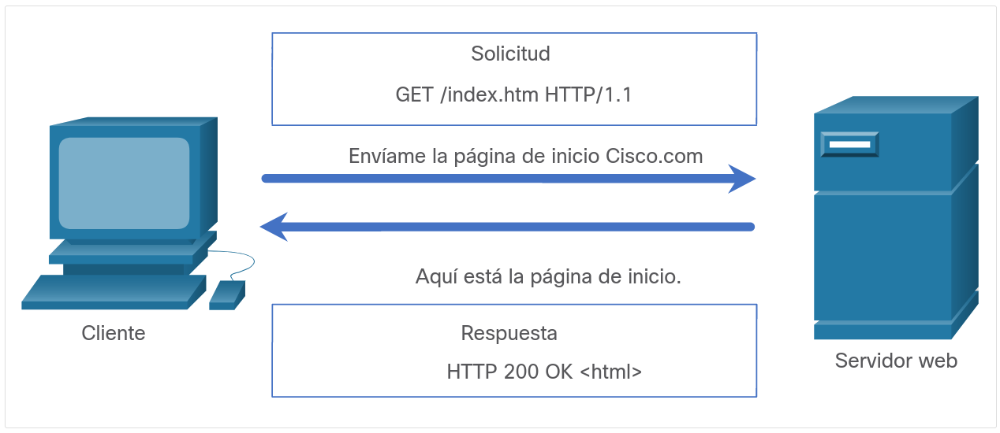 Solicitud
GET /index.htm HTTP/1.1
Envíame la página de inicio Cisco.com
Aquí está la página de inicio.
Cliente
Respuesta
HTTP 200 OK <html>
Servidor web